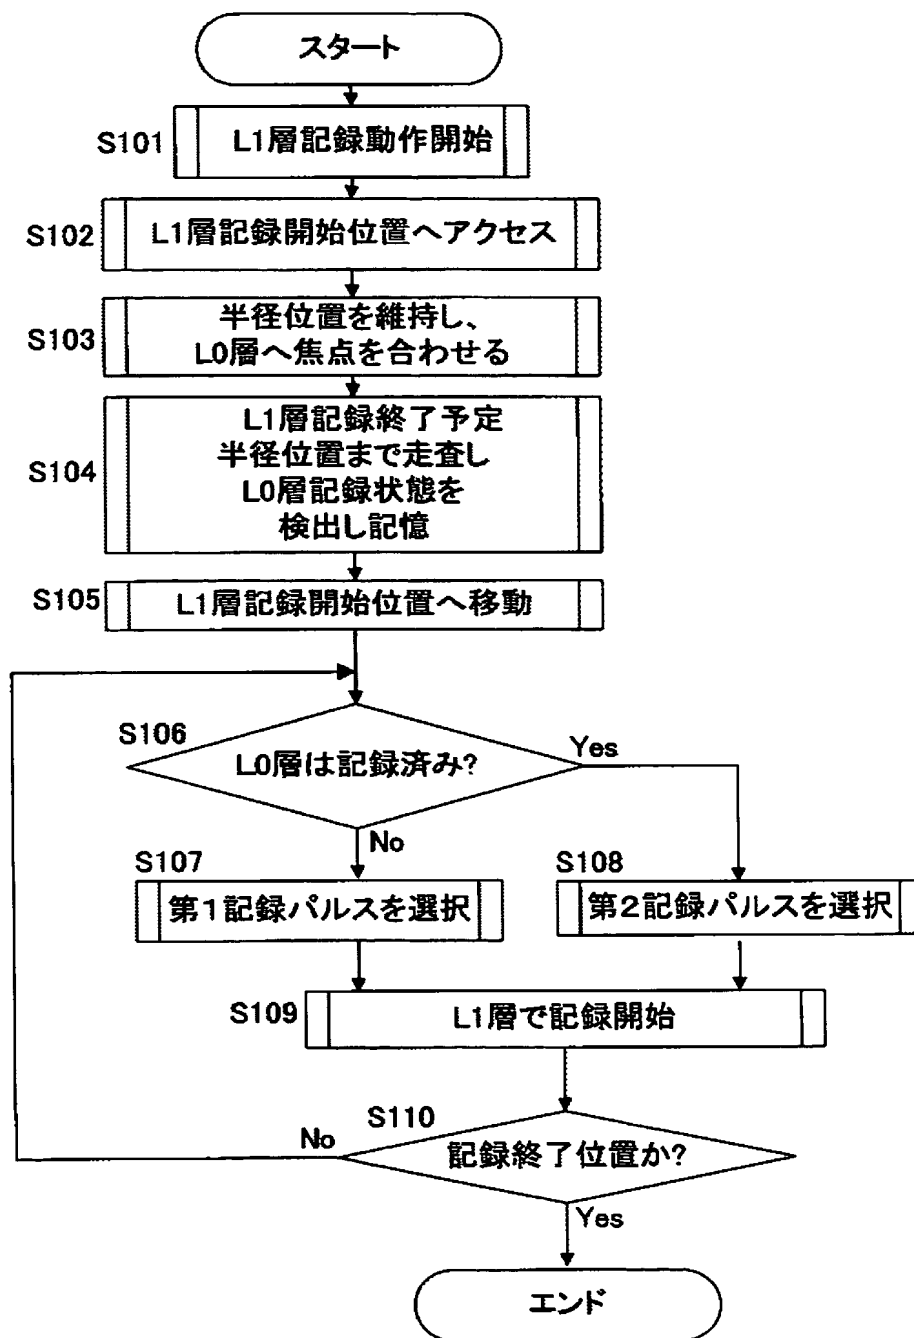 スタート
S101
L1層記録動作開始
S102
L1層記録開始位置へアクセス
S103
半径位置を維持し、
L0層へ焦点を合わせる
S104
L1層記録終了予定
半径位置まで走査し
L0層記録状態を
検出し記憶
S105
L1層記録開始位置へ移動
S106
L0層は記録済み?
Yes
No
S107
第1記録パルスを選択
S108
第2記録パルスを選択
S109
L1層で記録開始
S110
No
記録終了位置か?
Yes
エンド